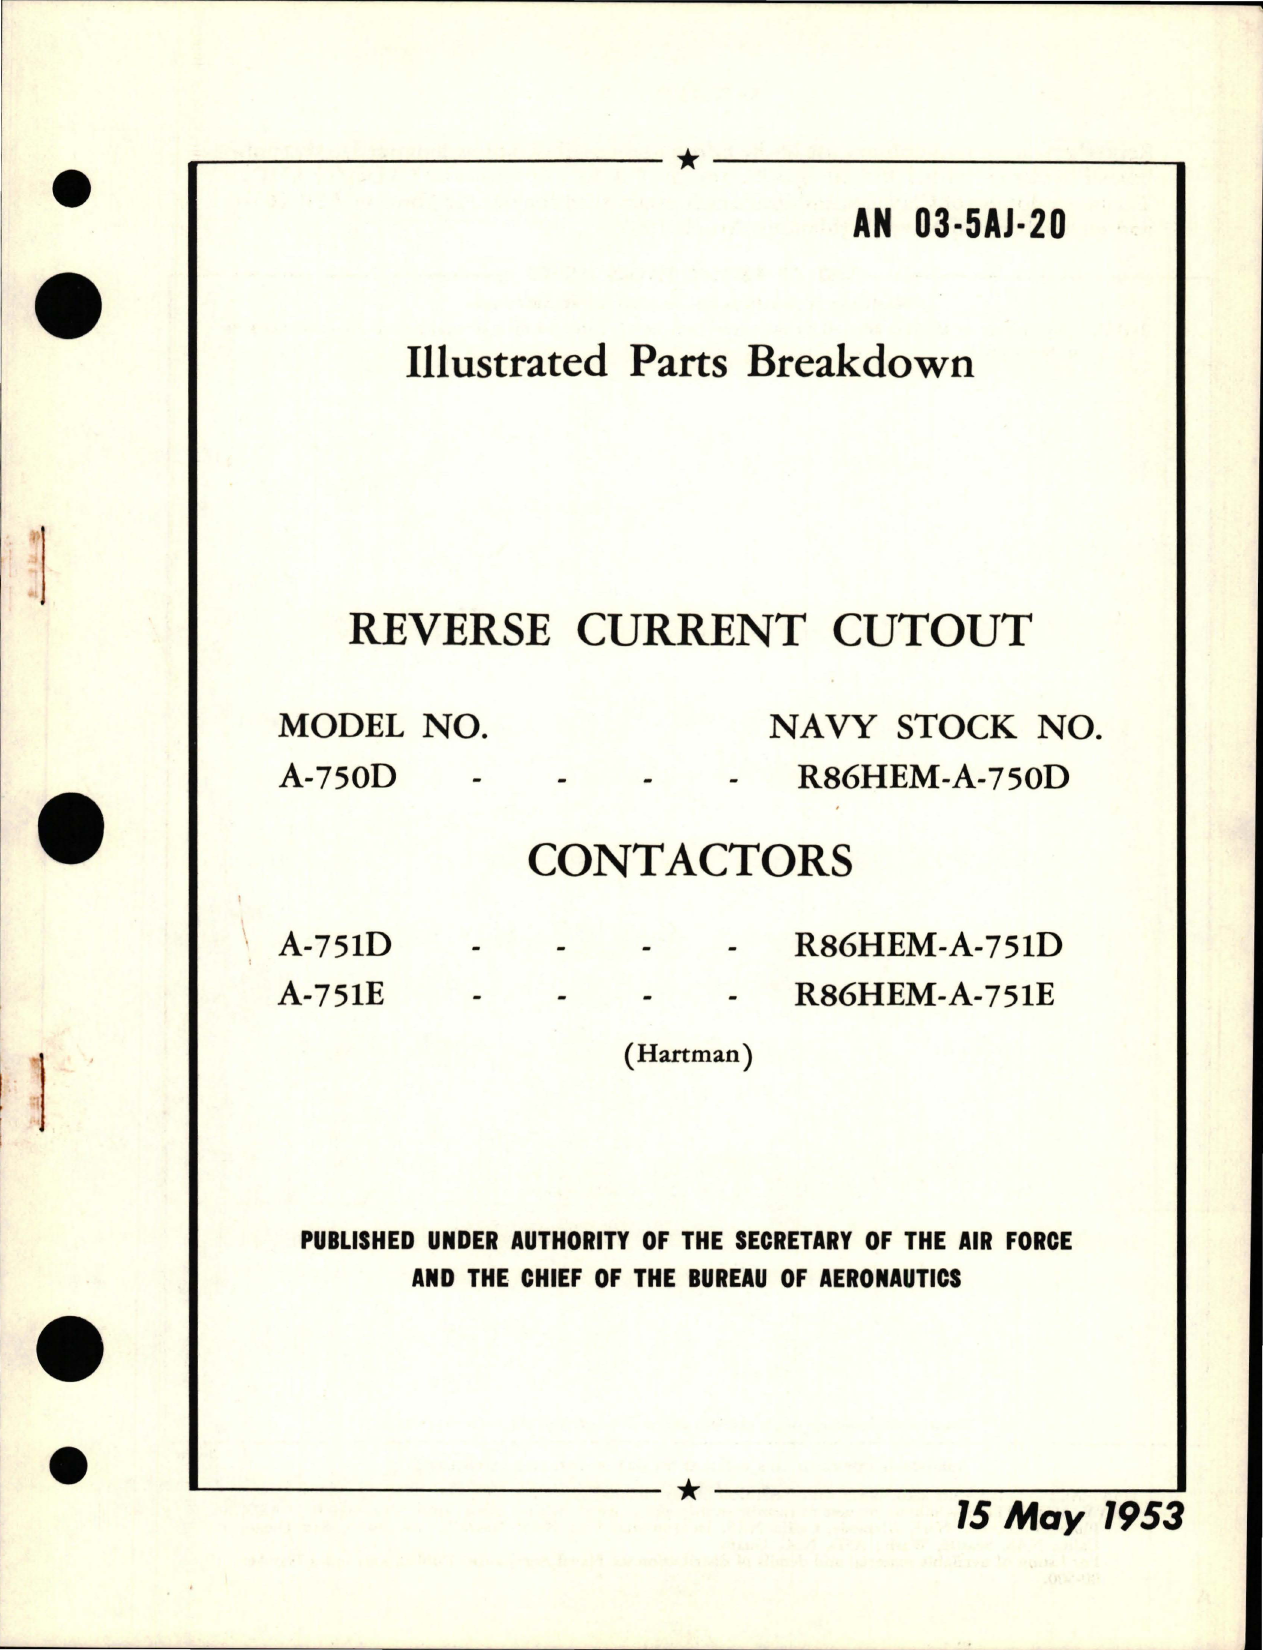 AN 03-5AJ-20
Illustrated Parts Breakdown
REVERSE CURRENT CUTOUT
MODEL NO. NAVY STOCK NO.
A-750D - - - - R86HEM-A-750D
CONTACTORS
A-751D - - - - R86HEM-A-751D
A-751E - - - - R86HEM-A-751E
(Hartman)
PUBLISHED UNDER AUTHORITY OF THE SECRETARY OF THE AIR FORCE
AND THE CHIEF OF THE BUREAU OF AERONAUTICS
15 May 1953